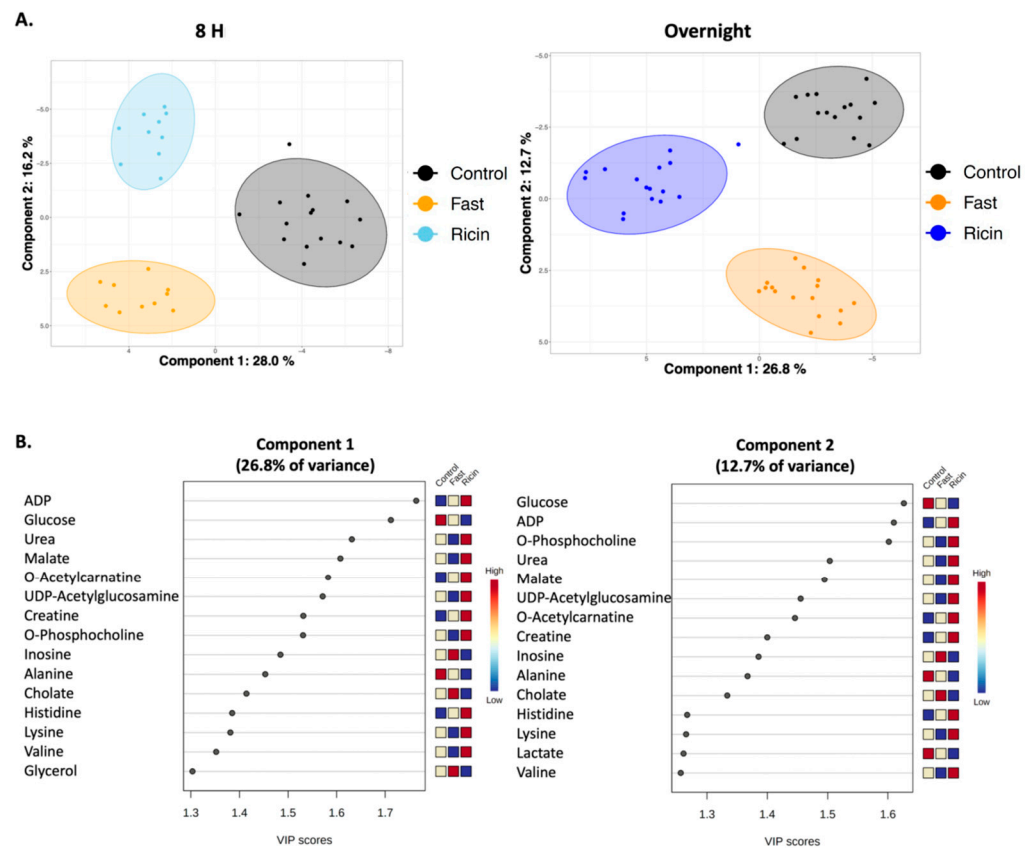 A.
8 H
Overnight
Component 2: 16.2 %
-5.0
-2.5
0.0
2.5
5.0
4
0
-4
-8
Component 1: 28.0 %
Control
Fast
Ricin
Component 2: 12.7 %
-5.0
-2.5
0.0
2.5
5.0
5
0
-5
Component 1: 26.8 %
Control
Fast
Ricin
B.
Component 1
(26.8% of variance)
Control
Fast
Ricin
ADP
Glucose
Urea
Malate
O-Acetylcarnatine
UDP-Acetylglucosamine
Creatine
O-Phosphocholine
Inosine
Alanine
Cholate
Histidine
Lysine
Valine
Glycerol
High
Low
1.3 1.4 1.5 1.6 1.7
VIP scores
Component 2
(12.7% of variance)
Control
Fast
Ricin
Glucose
ADP
O-Phosphocholine
Urea
Malate
UDP-Acetylglucosamine
O-Acetylcarnatine
Creatine
Inosine
Alanine
Cholate
Histidine
Lysine
Lactate
Valine
High
Low
1.3 1.4 1.5 1.6
VIP scores